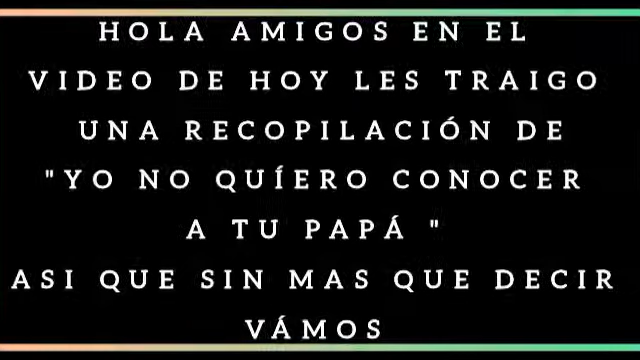 HOLA AMIGOS EN EL
VIDEO DE HOY LES TRAIGO
UNA RECOPILACIÓN DE
"YO NO QUÍERO CONOCER
A TU PAPÁ "
ASI QUE SIN MAS QUE DECIR
VÁMOS